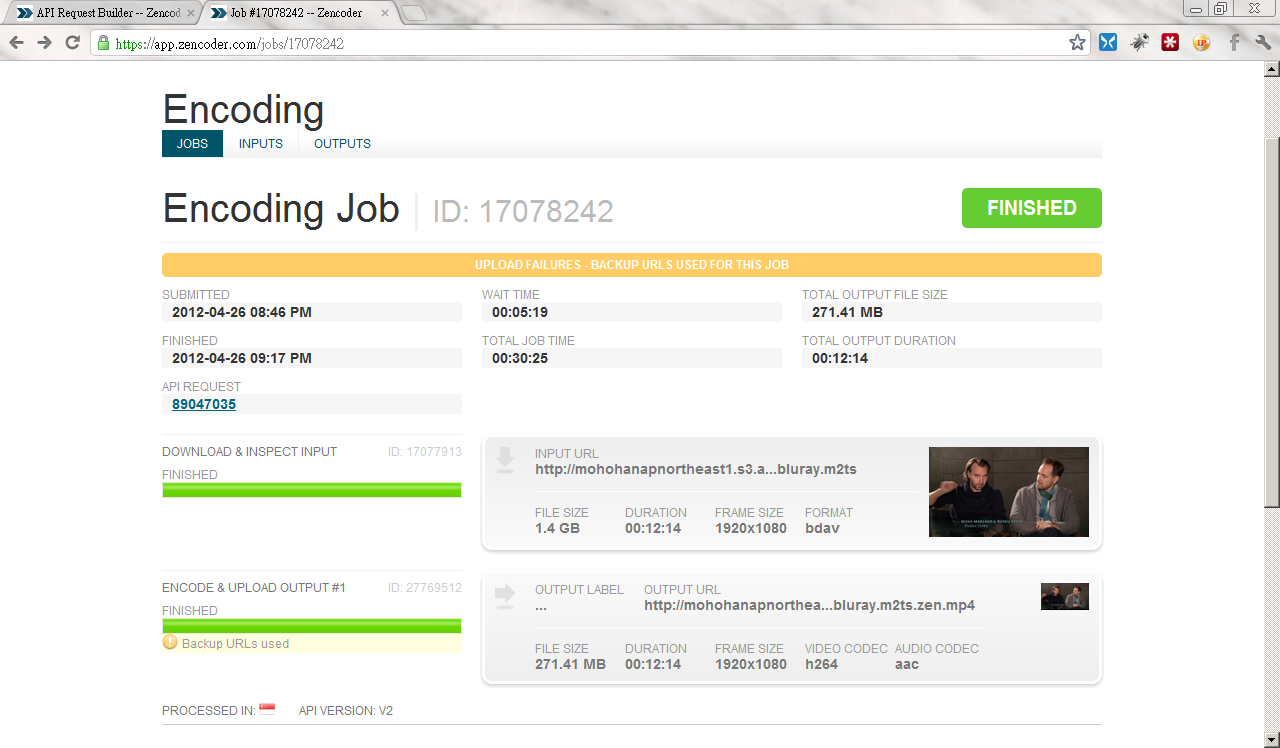 API Request Builder -- Zencod
Job #17078242 -- Zencoder
https://app.zencoder.com/jobs/17078242
Encoding
JOBS INPUTS OUTPUTS
Encoding Job ID: 17078242
FINISHED
UPLOAD FAILURES - BACKUP URLS USED FOR THIS JOB
SUBMITTED WAIT TIME TOTAL OUTPUT FILE SIZE
2012-04-26 08:46 PM 00:05:19 271.41 MB
FINISHED TOTAL JOB TIME TOTAL OUTPUT DURATION
2012-04-26 09:17 PM 00:30:25 00:12:14
API REQUEST
89047035
DOWNLOAD & INSPECT INPUT ID: 17077913
FINISHED
INPUT URL
http://mohohanapnortheast1.s3.a...bluray.m2ts
FILE SIZE DURATION FRAME SIZE FORMAT
1.4 GB 00:12:14 1920x1080 bdav
ENCODE & UPLOAD OUTPUT #1 ID: 27769512
FINISHED
Backup URLs used
OUTPUT LABEL OUTPUT URL
... http://mohohanapnorthea...bluray.m2ts.zen.mp4
FILE SIZE DURATION FRAME SIZE VIDEO CODEC AUDIO CODEC
271.41 MB 00:12:14 1920x1080 h264 aac
PROCESSED IN: API VERSION: V2